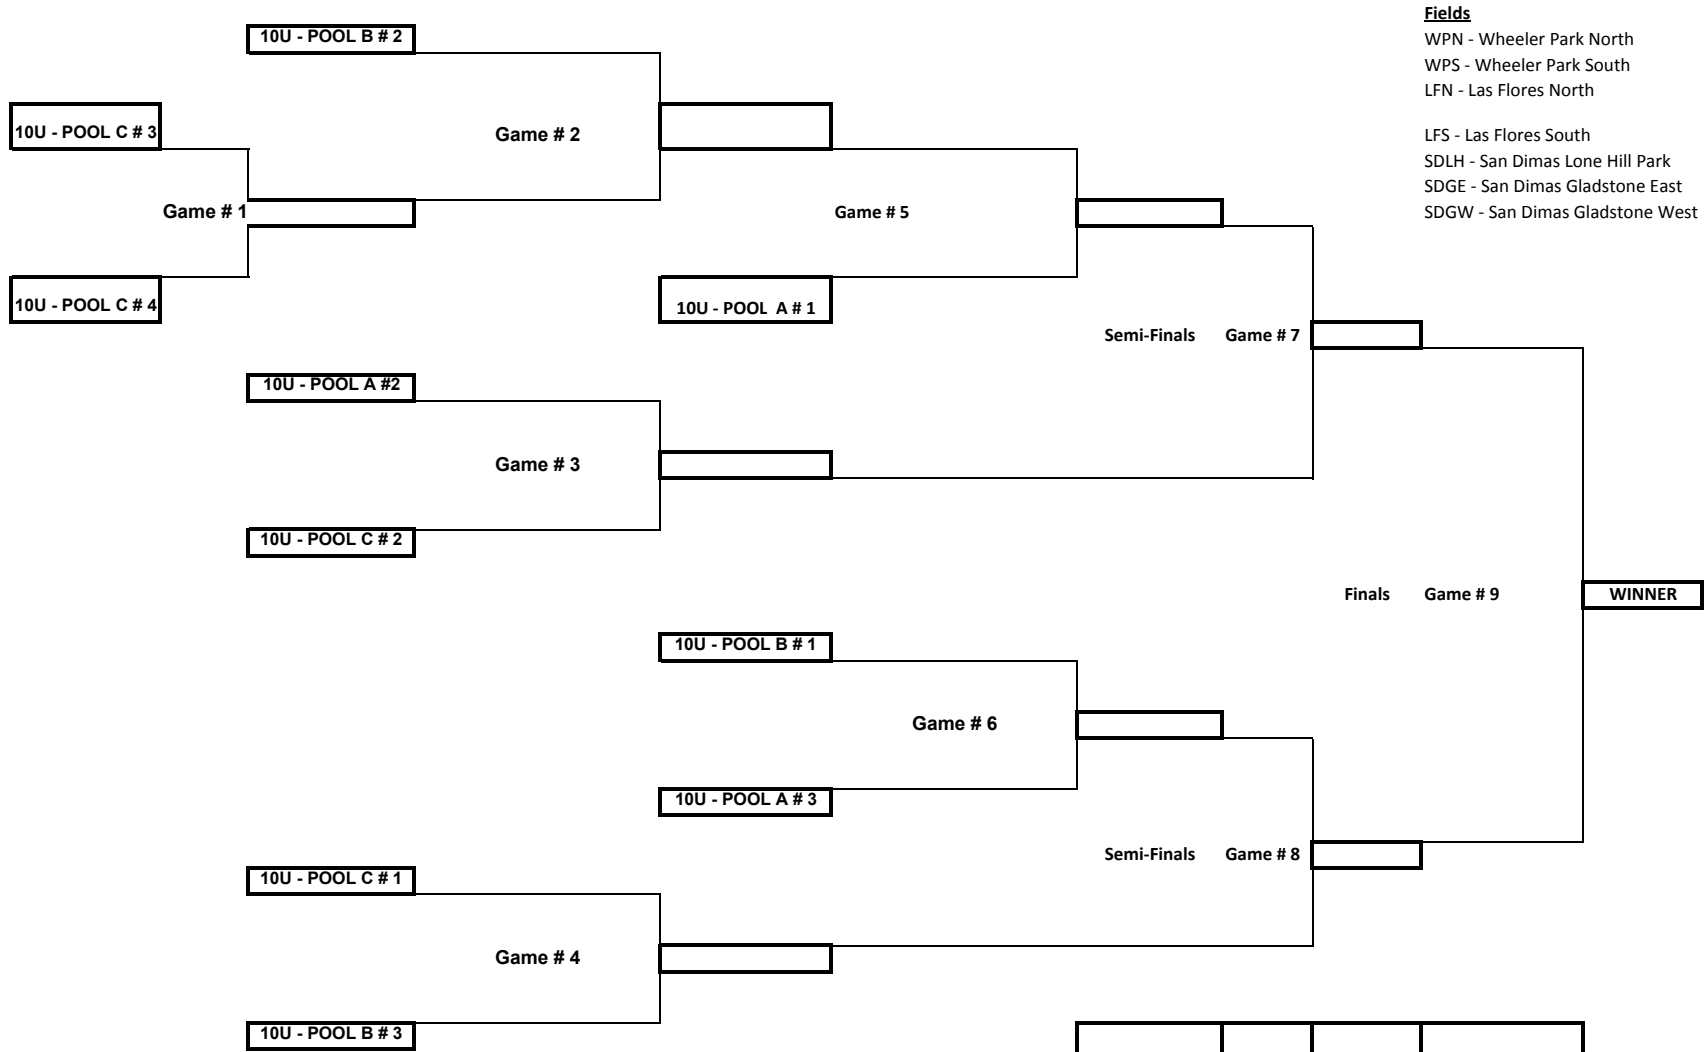 Fields
10U - POOL B # 2
WPN - Wheeler Park North
WPS - Wheeler Park South
LFN - Las Flores North
10U - POOL C # 3
Game # 2
LFS - Las Flores South
SDLH - San Dimas Lone Hill Park
SDGE - San Dimas Gladstone East
Game # 1
Game # 5
SDGW - San Dimas Gladstone West
10U - POOL C # 4
10U - POOL A # 1
Semi-Finals Game # 7
10U - POOL A #2
Game # 3
10U - POOL C # 2
Finals Game # 9
WINNER
10U - POOL B # 1
Game # 6
10U - POOL A # 3
Semi-Finals Game # 8
10U - POOL C # 1
Game # 4
10U - POOL B # 3